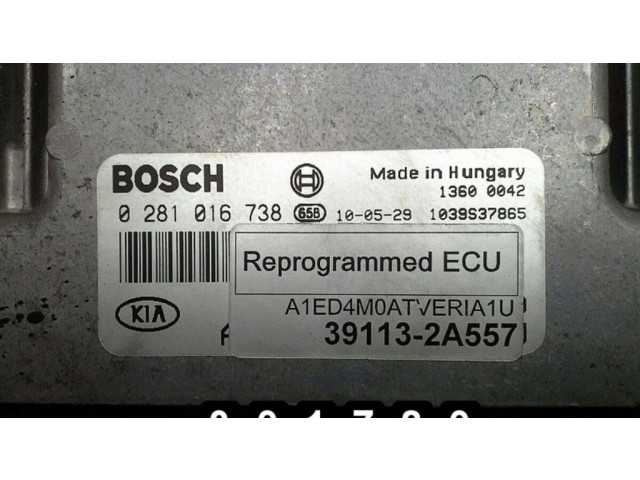 BOSCH
Made in Hungary
1360 0042
0 281 016 738 658 10-05-29 1039S37865
Reprogrammed ECU
KIA
A1ED4M0ATVERIA1U
39113-2A557